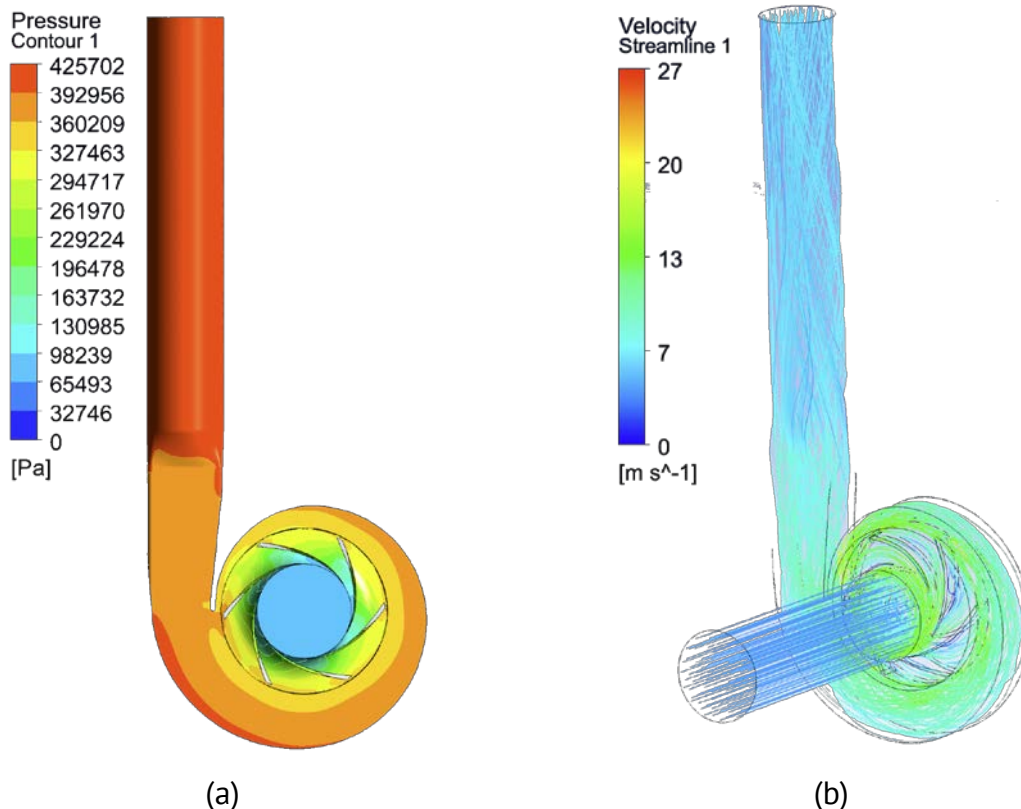 Pressure
Contour 1
425702
392956
360209
327463
294717
261970
229224
196478
163732
130985
98239
65493
32746
0
[Pa]
(a)
Velocity
Streamline 1
27
20
13
7
0
[m s^-1]
(b)